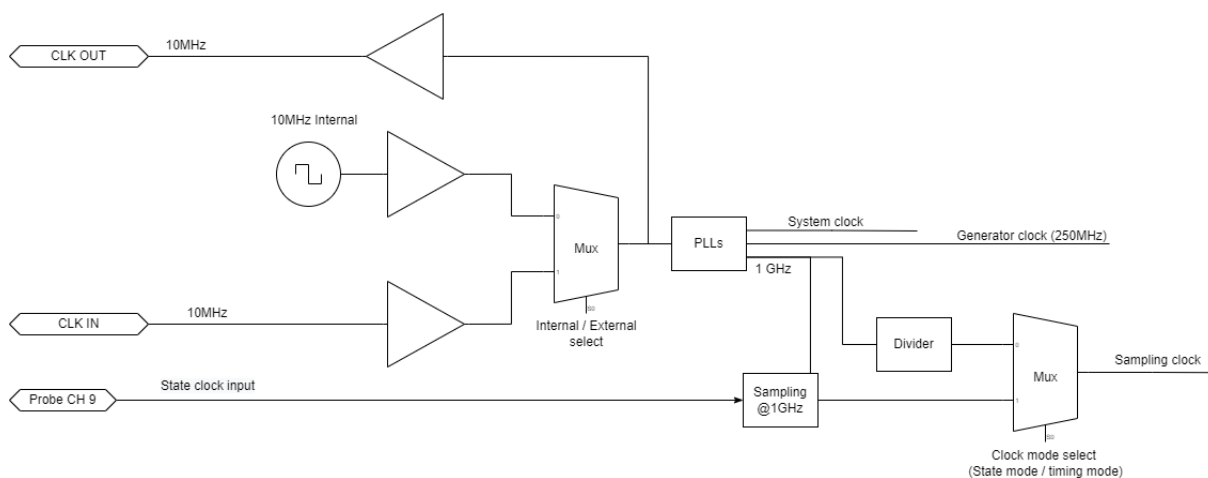 CLK OUT
10MHz
10MHz Internal
0
Mux
1
S0
Internal / External
select
PLLs
System clock
Generator clock (250MHz)
1 GHz
CLK IN
10MHz
Divider
0
Mux
1
S0
Sampling clock
Probe CH 9
State clock input
Sampling
@1GHz
Clock mode select
(State mode / timing mode)